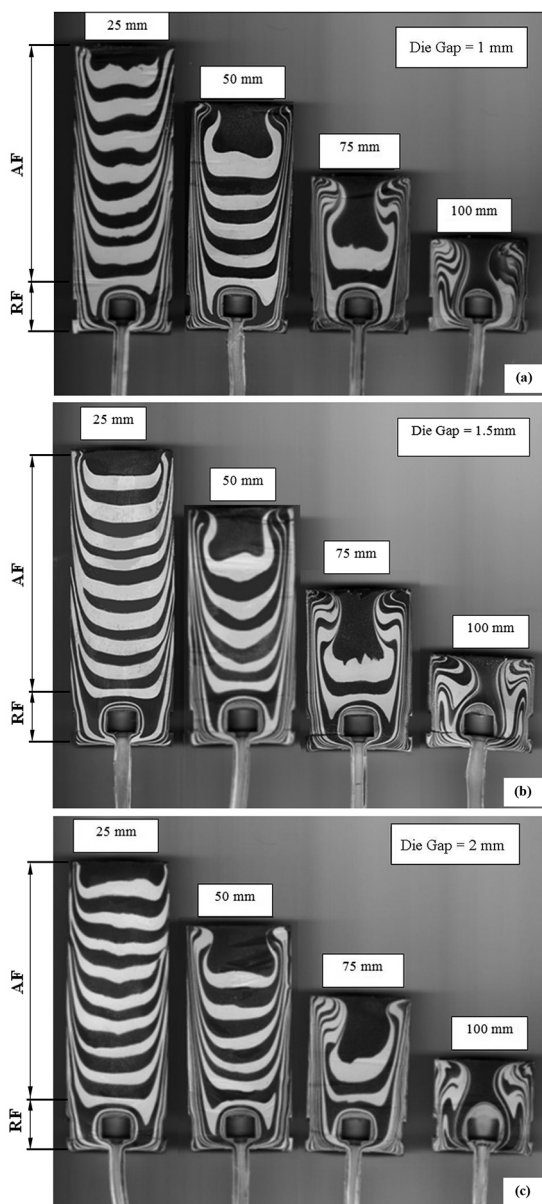 25 mm
Die Gap = 1 mm
50 mm
75 mm
100 mm
AF
RF
(a)
25 mm
Die Gap = 1.5mm
50 mm
75 mm
100 mm
AF
RF
(b)
25 mm
Die Gap = 2 mm
50 mm
75 mm
100 mm
AF
RF
(c)